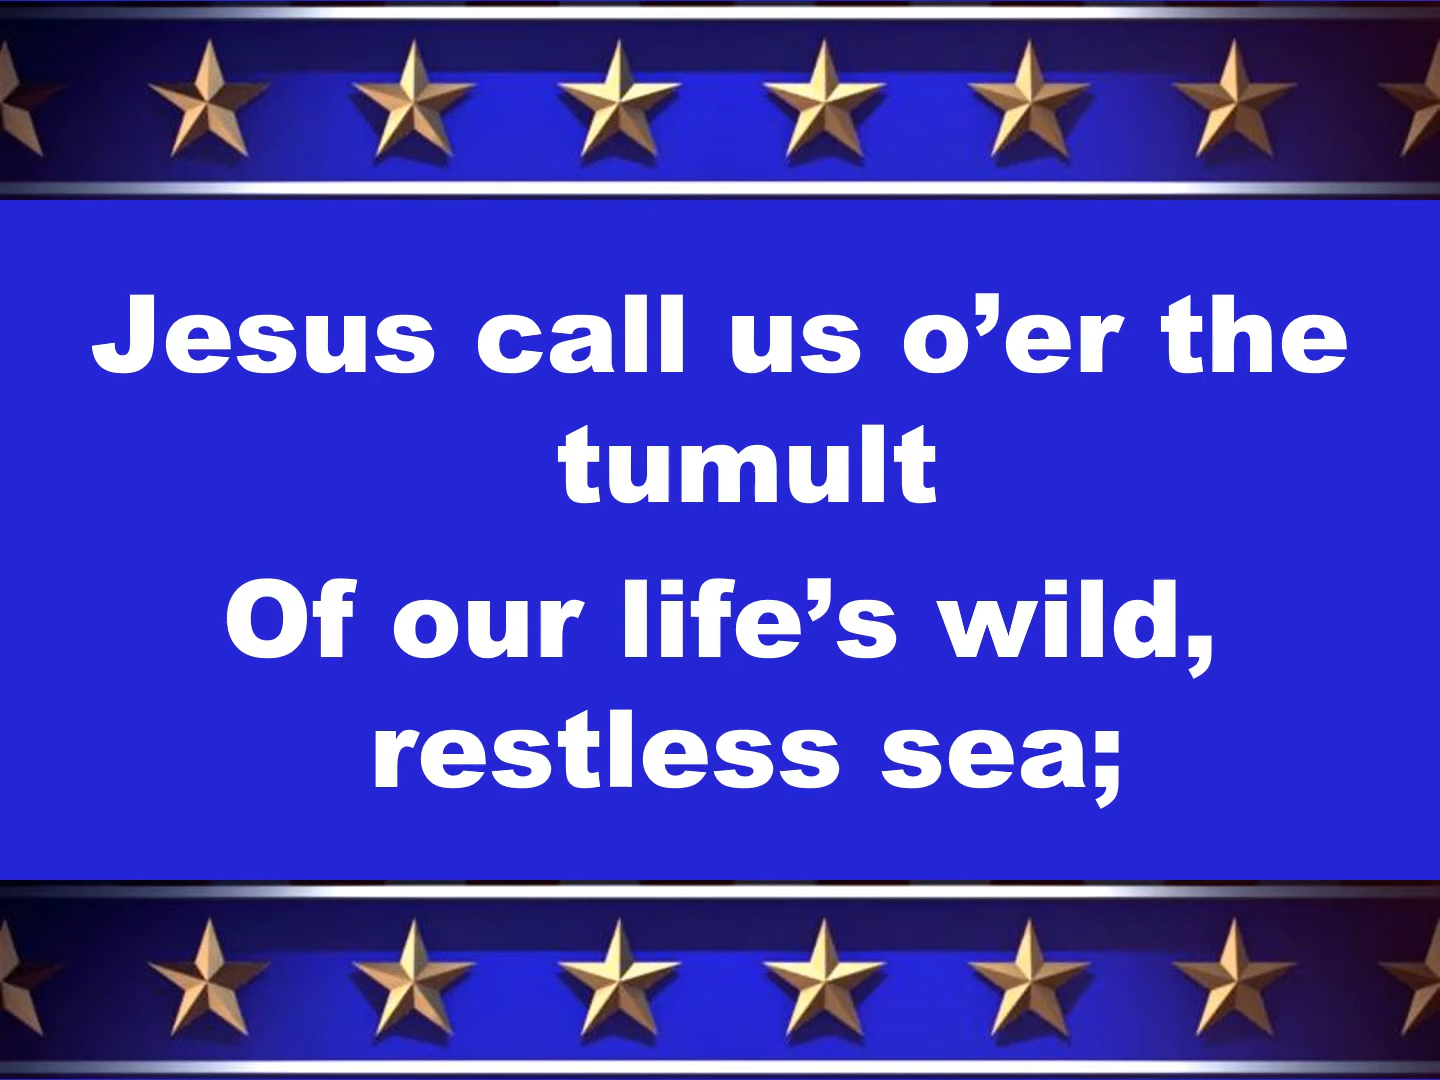 Jesus call us o’er the
tumult
Of our life’s wild,
restless sea;